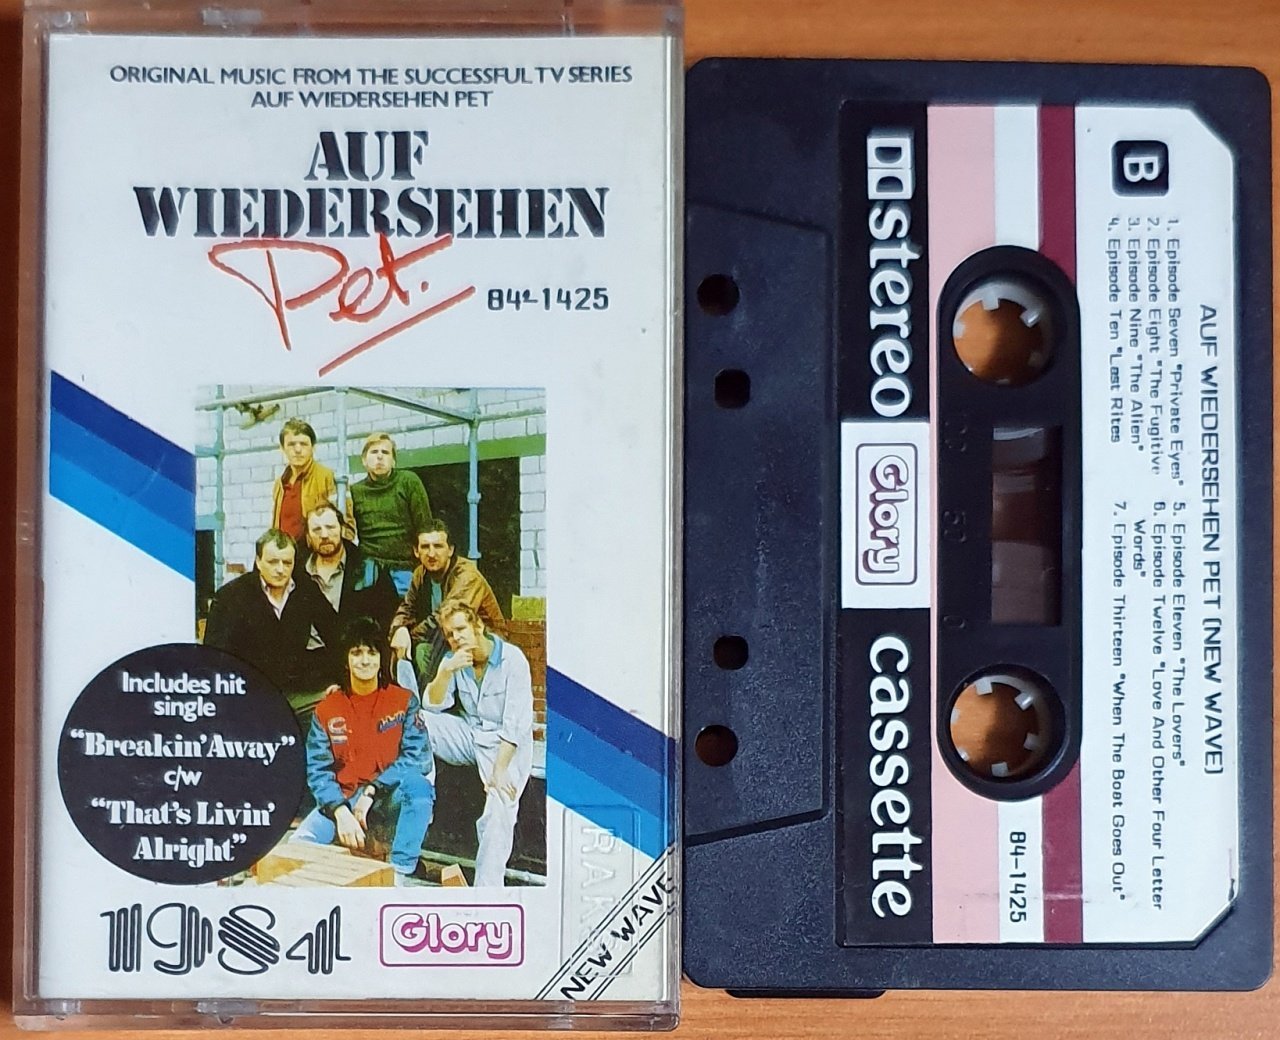 ORIGINAL MUSIC FROM THE SUCCESSFUL TV SERIES
AUF WIEDERSEHEN PET
AUF
WIEDERSEHEN
Pet.
84-1425
Includes hit
single
"Breakin' Away"
c/w
"That's Livin'
Alright"
1984
Glory
NEW WAVE
RAK
B
AUF WIEDERSEHEN PET (NEW WAVE)
1. Episode Seven "Private Eyes"
2. Episode Eight "The Fugitive
3. Episode Nine "The Alien"
4. Episode Ten "Last Rites
5. Episode Eleven "The Lovers"
6. Episode Twelve "Love And Other Four Letter
Words"
7. Episode Thirteen "When The Boat Goes Out"
84-1425
stereo
Glory
cassette